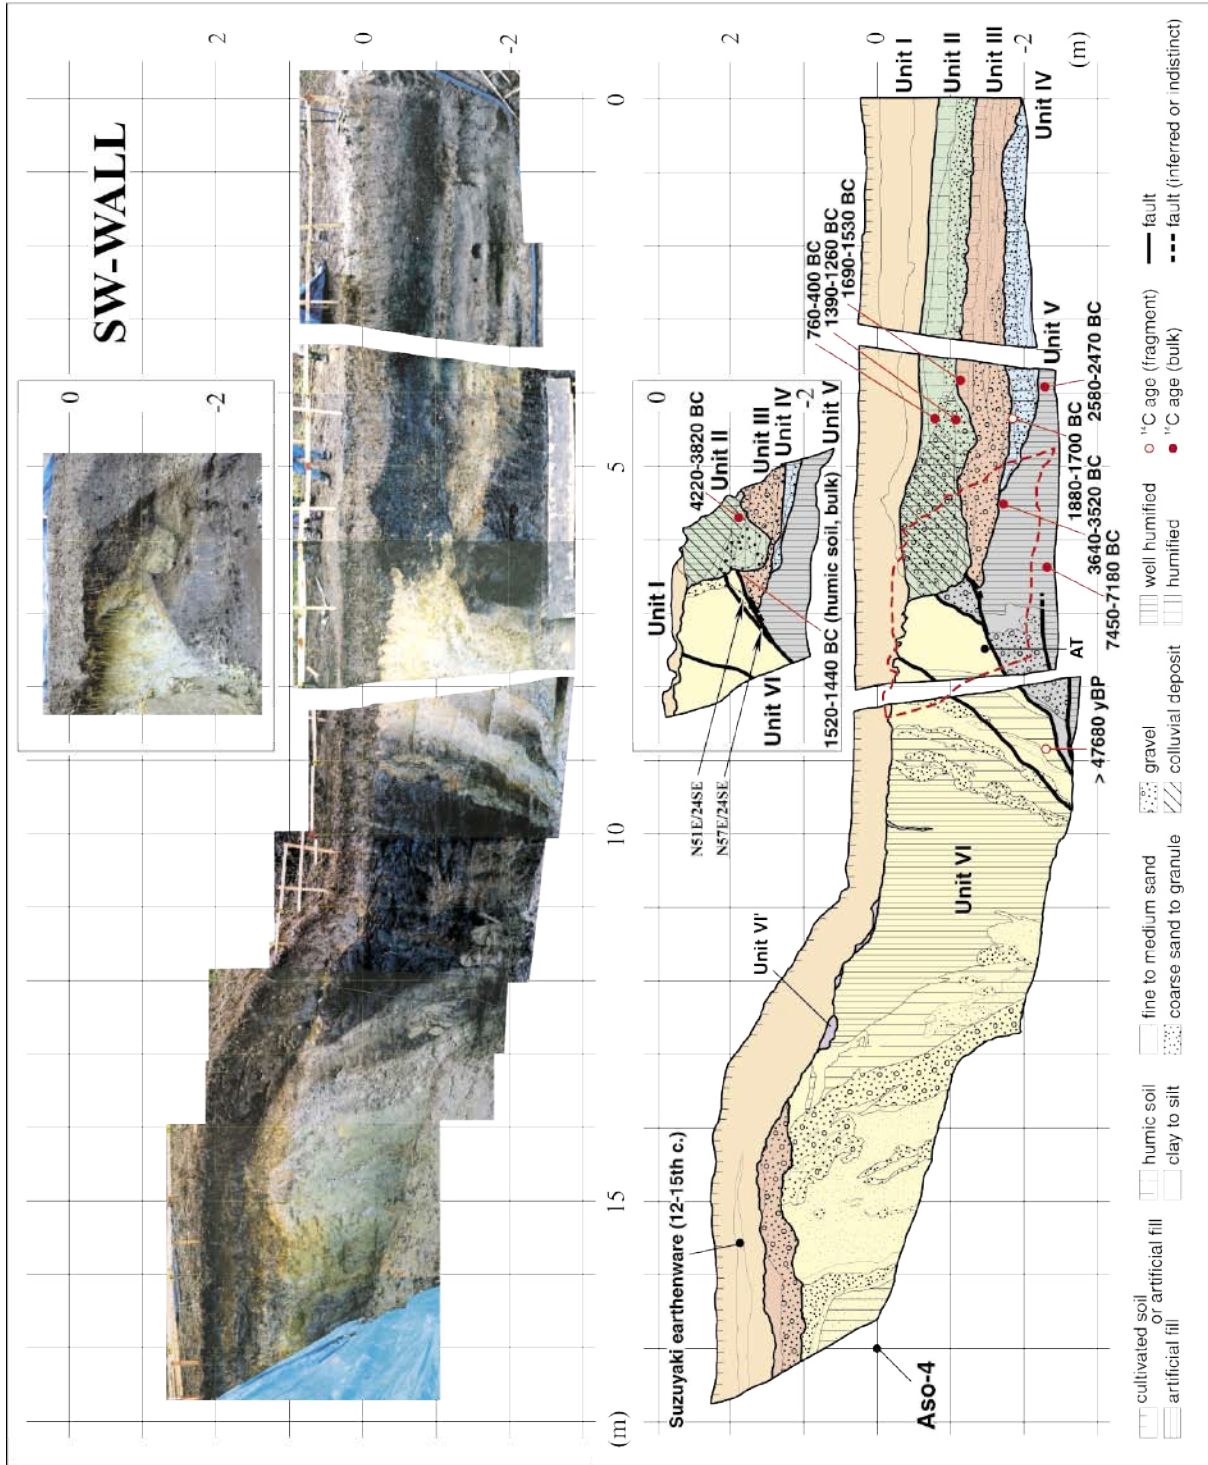 SW-WALL
2
0
-2
0
-2
0
5
10
15
(m)
2
0
-2
(m)
Unit I
Unit II
Unit III
Unit IV
Unit V
760-400 BC
1390-1260 BC
1690-1530 BC
2580-2470 BC
1880-1700 BC
3640-3520 BC
7450-7180 BC
AT
> 47680 yBP
0
-2
4220-3820 BC
Unit I
Unit II
Unit III
Unit IV
Unit V
Unit VI
1520-1440 BC (humic soil, bulk)
N51E/24SE
N57E/24SE
Unit VI
Unit VI'
Suzuyaki earthenware (12-15th c.)
Aso-4
cultivated soil
or artificial fill
artificial fill
humic soil
clay to silt
fine to medium sand
coarse sand to granule
gravel
colluvial deposit
well humified
humified
¹⁴C age (fragment)
¹⁴C age (bulk)
fault
fault (inferred or indistinct)